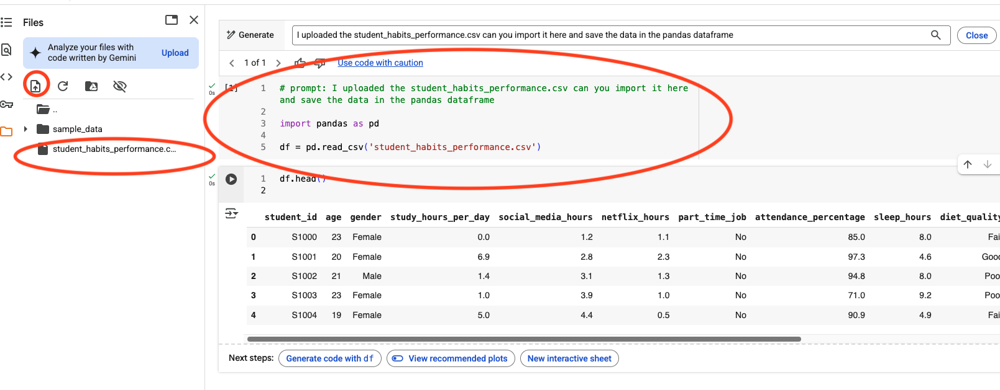 Files
Analyze your files with
code written by Gemini
Upload
..
sample_data
student_habits_performance.c...
Generate
I uploaded the student_habits_performance.csv can you import it here and save the data in the pandas dataframe
Close
1 of 1
Use code with caution
0s
[1]
1 # prompt: I uploaded the student_habits_performance.csv can you import it here
and save the data in the pandas dataframe
2
3 import pandas as pd
4
5 df = pd.read_csv('student_habits_performance.csv')
0s
1 df.head()
2
student_id age gender study_hours_per_day social_media_hours netflix_hours part_time_job attendance_percentage sleep_hours diet_quality
0 S1000 23 Female 0.0 1.2 1.1 No 85.0 8.0 Fai
1 S1001 20 Female 6.9 2.8 2.3 No 97.3 4.6 Good
2 S1002 21 Male 1.4 3.1 1.3 No 94.8 8.0 Poo
3 S1003 23 Female 1.0 3.9 1.0 No 71.0 9.2 Poo
4 S1004 19 Female 5.0 4.4 0.5 No 90.9 4.9 Fai
Next steps: Generate code with df View recommended plots New interactive sheet